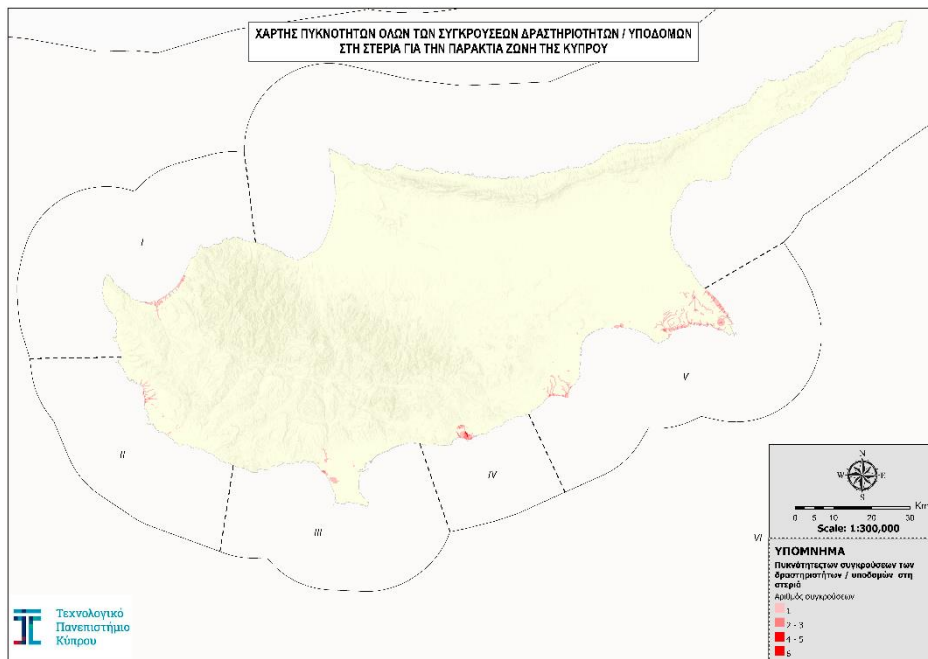 ΧΑΡΤΗΣ ΠΥΚΝΟΤΗΤΩΝ ΟΛΩΝ ΤΩΝ ΣΥΓΚΡΟΥΣΕΩΝ ΔΡΑΣΤΗΡΙΟΤΗΤΩΝ / ΥΠΟΔΟΜΩΝ
ΣΤΗ ΣΤΕΡΙΑ ΓΙΑ ΤΗΝ ΠΑΡΑΚΤΙΑ ΖΩΝΗ ΤΗΣ ΚΥΠΡΟΥ
I
V
II
IV
III
VI
N
W E
S
0 5 10 20 30 Km
Scale: 1:300,000
ΥΠΟΜΝΗΜΑ
Πυκνότητεςτων συγκρούσεων των
δραστηριστήτων / υποδομών στη
στεριά
Αριθμός συγκρούσεων
1
2 - 3
4 - 5
6
Τεχνολογικό
Πανεπιστήμιο
Κύπρου